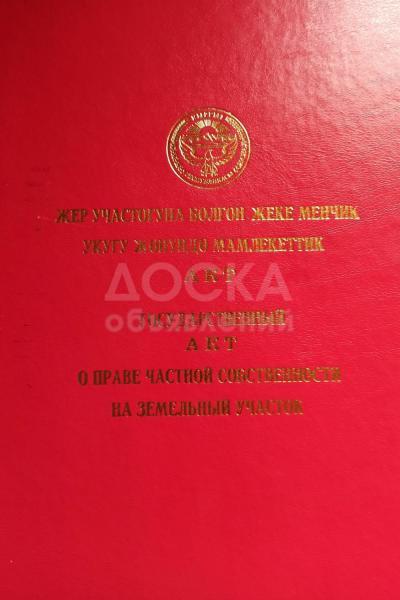 ЖЕР УЧАСТОГУНА БОЛГОН ЖЕКЕ МЕНЧИК
УКУГУ ЖӨНҮНДӨ МАМЛЕКЕТТИК
АКТ
ДОСКА
объявлений
ГОСУДАРСТВЕННЫЙ
АКТ
О ПРАВЕ ЧАСТНОЙ СОБСТВЕННОСТИ
НА ЗЕМЕЛЬНЫЙ УЧАСТОК